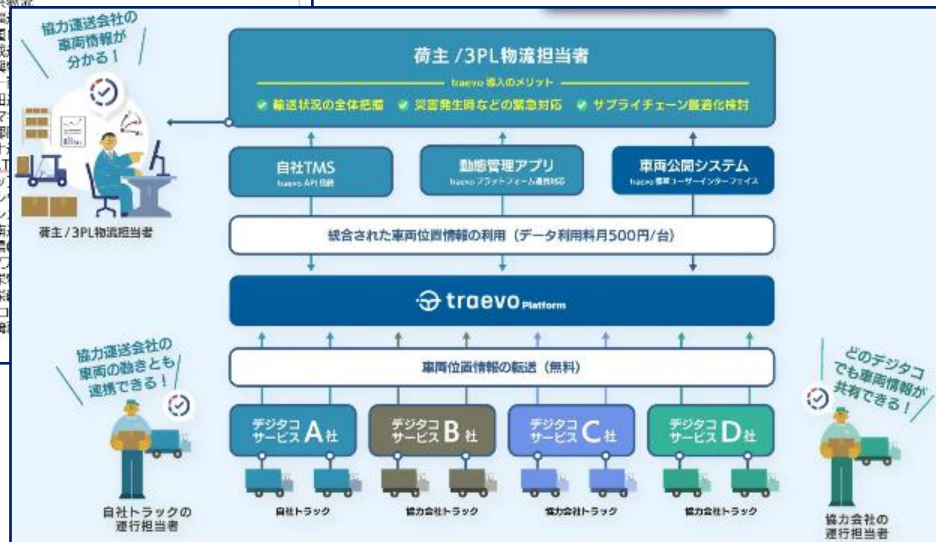 協力運送会社の
車両情報が
分かる！
荷主/3PL物流担当者
荷主/3PL物流担当者
traevo 導入のメリット
輸送状況の全体把握
災害発生時などの緊急対応
サプライチェーン最適化検討
自社TMS
traevo API 接続
動態管理アプリ
traevo プラットフォーム連携対応
車両公開システム
traevo 標準ユーザーインターフェイス
統合された車両位置情報の利用（データ利用料月500円/台）
traevo Platform
車両位置情報の転送（無料）
協力運送会社の
車両の動きとも
連携できる！
自社トラックの
運行担当者
デジタコ
サービス A社
デジタコ
サービス B社
デジタコ
サービス C社
デジタコ
サービス D社
自社トラック
協力会社トラック
協力会社トラック
協力会社トラック
どのデジタコ
でも車両情報が
共有できる！
協力会社の
運行担当者